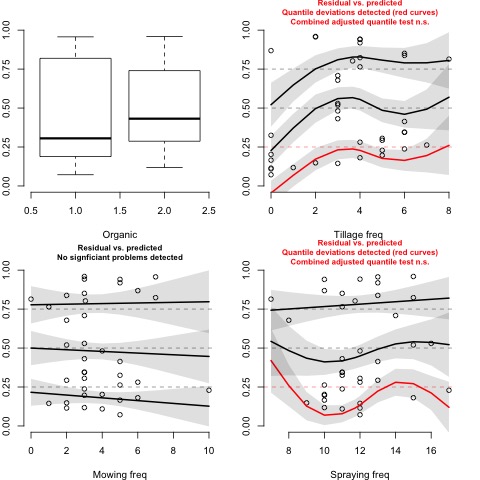 Residual vs. predicted
Quantile deviations detected (red curves)
Combined adjusted quantile test n.s.
0.00 0.25 0.50 0.75 1.00
0.5 1.0 1.5 2.0 2.5
Organic
0.00 0.25 0.50 0.75 1.00
0 2 4 6 8
Tillage freq
Residual vs. predicted
No signficiant problems detected
0.00 0.25 0.50 0.75 1.00
0 2 4 6 8 10
Mowing freq
Residual vs. predicted
Quantile deviations detected (red curves)
Combined adjusted quantile test n.s.
0.00 0.25 0.50 0.75 1.00
8 10 12 14 16
Spraying freq